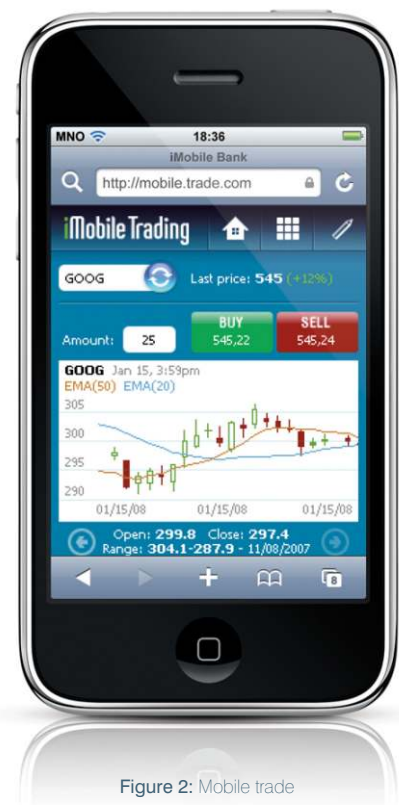 MNO 18:36
iMobile Bank
http://mobile.trade.com
iMobile Trading
GOOG Last price: 545 (+12%)
Amount: 25 BUY 545,22 SELL 545,24
GOOG Jan 15, 3:59pm
EMA(50) EMA(20)
305
300
295
290
01/15/08 01/15/08 01/15/08
Open: 299.8 Close: 297.4
Range: 304.1-287.9 - 11/08/2007
8
Figure 2: Mobile trade